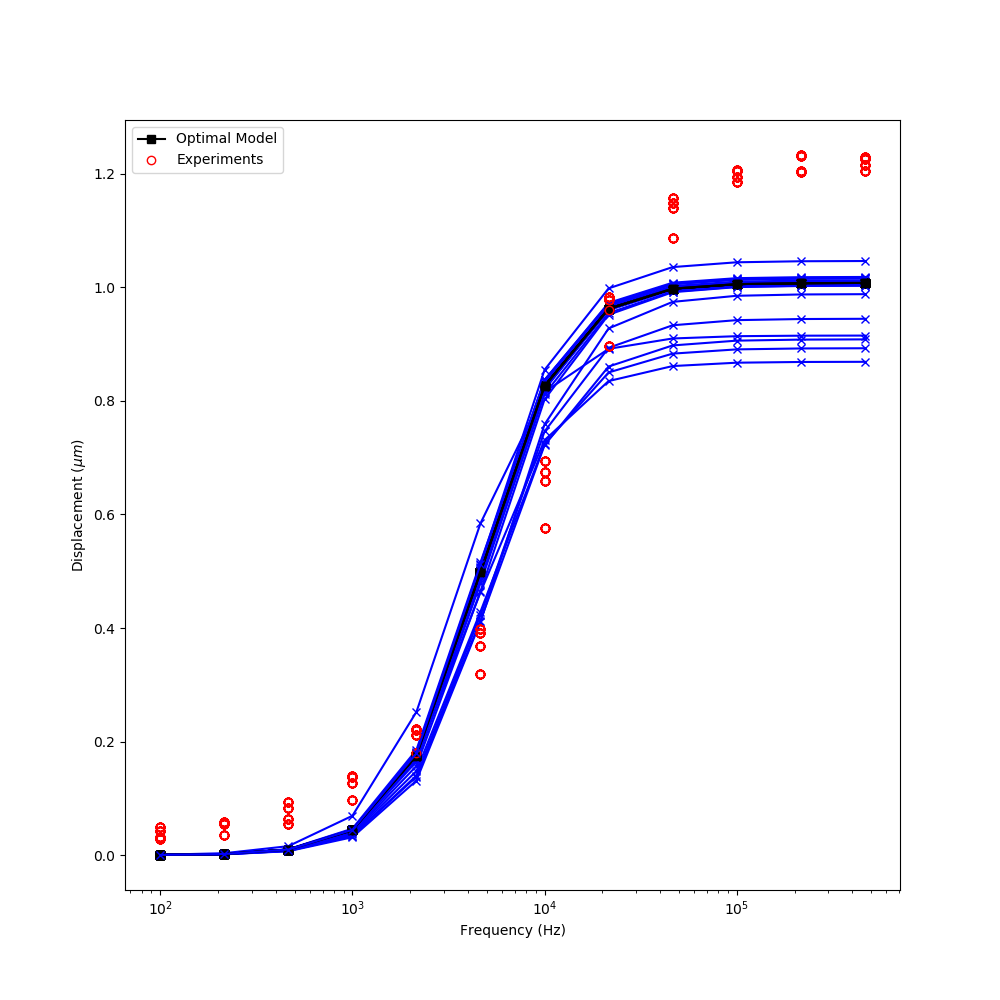 Optimal Model
Experiments
1.2
1.0
0.8
0.6
0.4
0.2
0.0
Displacement (μm)
10² 10³ 10⁴ 10⁵
Frequency (Hz)